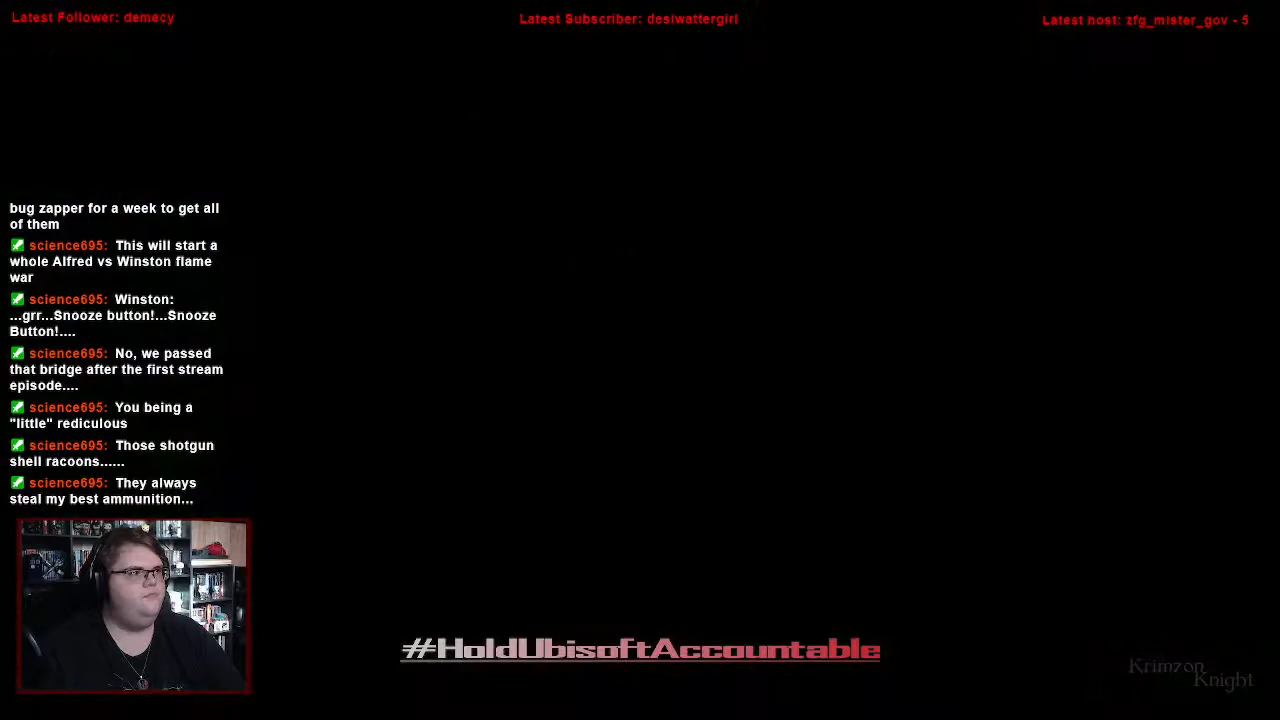 Latest Follower: demecy
Latest Subscriber: desiwattergirl
Latest host: zfg_mister_gov - 5
bug zapper for a week to get all
of them
science695: This will start a
whole Alfred vs Winston flame
war
science695: Winston:
...grr...Snooze button!...Snooze
Button!....
science695: No, we passed
that bridge after the first stream
episode....
science695: You being a
"little" rediculous
science695: Those shotgun
shell racoons......
science695: They always
steal my best ammunition...
#HoldUbisoftAccountable
Krimzon
Knight